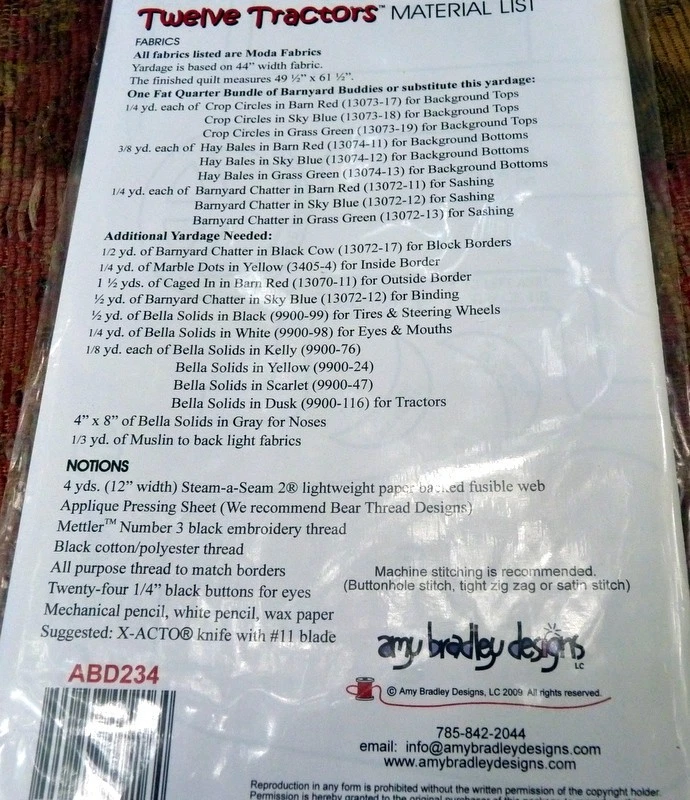 Twelve Tractors™ MATERIAL LIST
FABRICS
All fabrics listed are Moda Fabrics
Yardage is based on 44” width fabric.
The finished quilt measures 49 ½” x 61 ½”.
One Fat Quarter Bundle of Barnyard Buddies or substitute this yardage:
1/4 yd. each of Crop Circles in Barn Red (13073-17) for Background Tops
Crop Circles in Sky Blue (13073-18) for Background Tops
Crop Circles in Grass Green (13073-19) for Background Tops
3/8 yd. each of Hay Bales in Barn Red (13074-11) for Background Bottoms
Hay Bales in Sky Blue (13074-12) for Background Bottoms
Hay Bales in Grass Green (13074-13) for Background Bottoms
1/4 yd. each of Barnyard Chatter in Barn Red (13072-11) for Sashing
Barnyard Chatter in Sky Blue (13072-12) for Sashing
Barnyard Chatter in Grass Green (13072-13) for Sashing
Additional Yardage Needed:
1/2 yd. of Barnyard Chatter in Black Cow (13072-17) for Block Borders
1/4 yd. of Marble Dots in Yellow (3405-4) for Inside Border
1 ½ yds. of Caged In in Barn Red (13070-11) for Outside Border
½ yd. of Barnyard Chatter in Sky Blue (13072-12) for Binding
½ yd. of Bella Solids in Black (9900-99) for Tires & Steering Wheels
1/4 yd. of Bella Solids in White (9900-98) for Eyes & Mouths
1/8 yd. each of Bella Solids in Kelly (9900-76)
Bella Solids in Yellow (9900-24)
Bella Solids in Scarlet (9900-47)
Bella Solids in Dusk (9900-116) for Tractors
4” x 8” of Bella Solids in Gray for Noses
1/3 yd. of Muslin to back light fabrics
NOTIONS
4 yds. (12” width) Steam-a-Seam 2® lightweight paper backed fusible web
Applique Pressing Sheet (We recommend Bear Thread Designs)
Mettler™ Number 3 black embroidery thread
Black cotton/polyester thread
All purpose thread to match borders
Twenty-four 1/4” black buttons for eyes
Mechanical pencil, white pencil, wax paper
Suggested: X-ACTO® knife with #11 blade
Machine stitching is recommended.
(Buttonhole stitch, tight zig zag or satin stitch)
amy bradley designs
LC
ABD234
© Amy Bradley Designs, LC 2009 All rights reserved.
785-842-2044
email: info@amybradleydesigns.com
www.amybradleydesigns.com
Reproduction in any form is prohibited without the written permission of the copyright holder.
Permission is hereby granted to the original